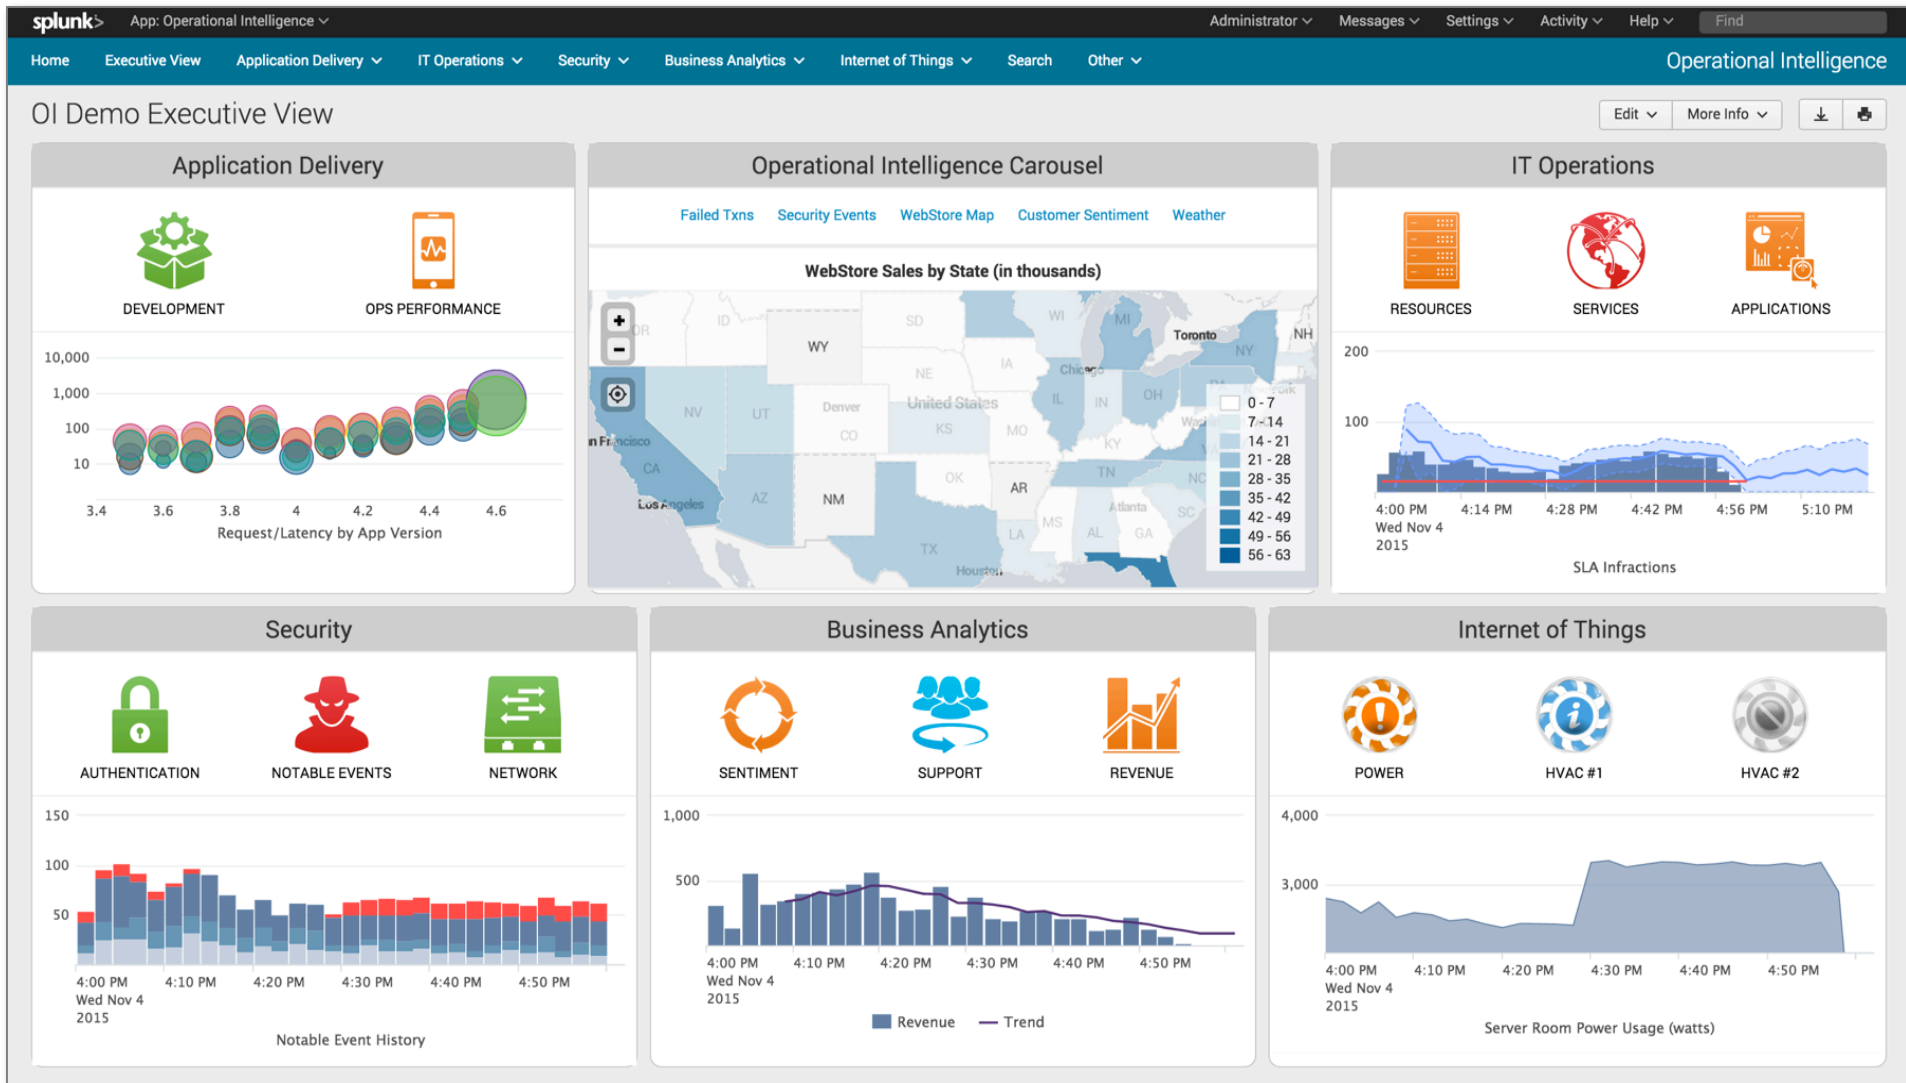 splunk> App: Operational Intelligence Administrator Messages Settings Activity Help Find
Home Executive View Application Delivery IT Operations Security Business Analytics Internet of Things Search Other Operational Intelligence
OI Demo Executive View Edit More Info
Application Delivery
DEVELOPMENT OPS PERFORMANCE
10,000
1,000
100
10
3.4 3.6 3.8 4 4.2 4.4 4.6
Request/Latency by App Version
Operational Intelligence Carousel
Failed Txns Security Events WebStore Map Customer Sentiment Weather
WebStore Sales by State (in thousands)
+
−
OR ID WY SD WI MI Toronto NY NH
NE IA Chicago
NV UT Denver United States IL IN OH PA
CO KS MO KY
n Francisco
CA
Los Angeles AZ NM OK AR TN NC
MS AL Atlanta GA SC
TX LA
Houston
0 - 7
7 - 14
14 - 21
21 - 28
28 - 35
35 - 42
42 - 49
49 - 56
56 - 63
IT Operations
RESOURCES SERVICES APPLICATIONS
200
100
4:00 PM 4:14 PM 4:28 PM 4:42 PM 4:56 PM 5:10 PM
Wed Nov 4
2015
SLA Infractions
Security
AUTHENTICATION NOTABLE EVENTS NETWORK
150
100
50
4:00 PM 4:10 PM 4:20 PM 4:30 PM 4:40 PM 4:50 PM
Wed Nov 4
2015
Notable Event History
Business Analytics
SENTIMENT SUPPORT REVENUE
1,000
500
4:00 PM 4:10 PM 4:20 PM 4:30 PM 4:40 PM 4:50 PM
Wed Nov 4
2015
Revenue Trend
Internet of Things
POWER HVAC #1 HVAC #2
4,000
3,000
4:00 PM 4:10 PM 4:20 PM 4:30 PM 4:40 PM 4:50 PM
Wed Nov 4
2015
Server Room Power Usage (watts)